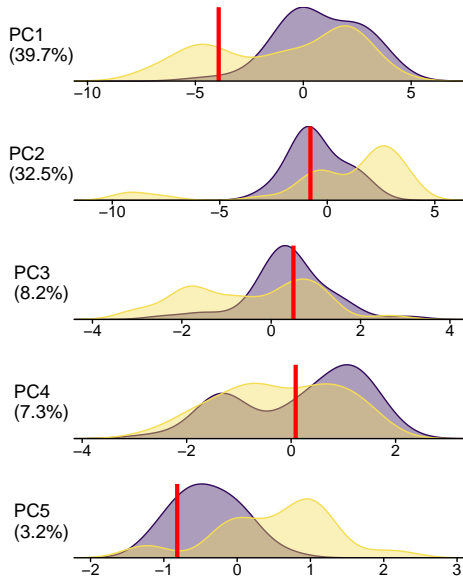 PC1
(39.7%)
−10 −5 0 5
PC2
(32.5%)
−10 −5 0 5
PC3
(8.2%)
−4 −2 0 2 4
PC4
(7.3%)
−4 −2 0 2
PC5
(3.2%)
−2 −1 0 1 2 3